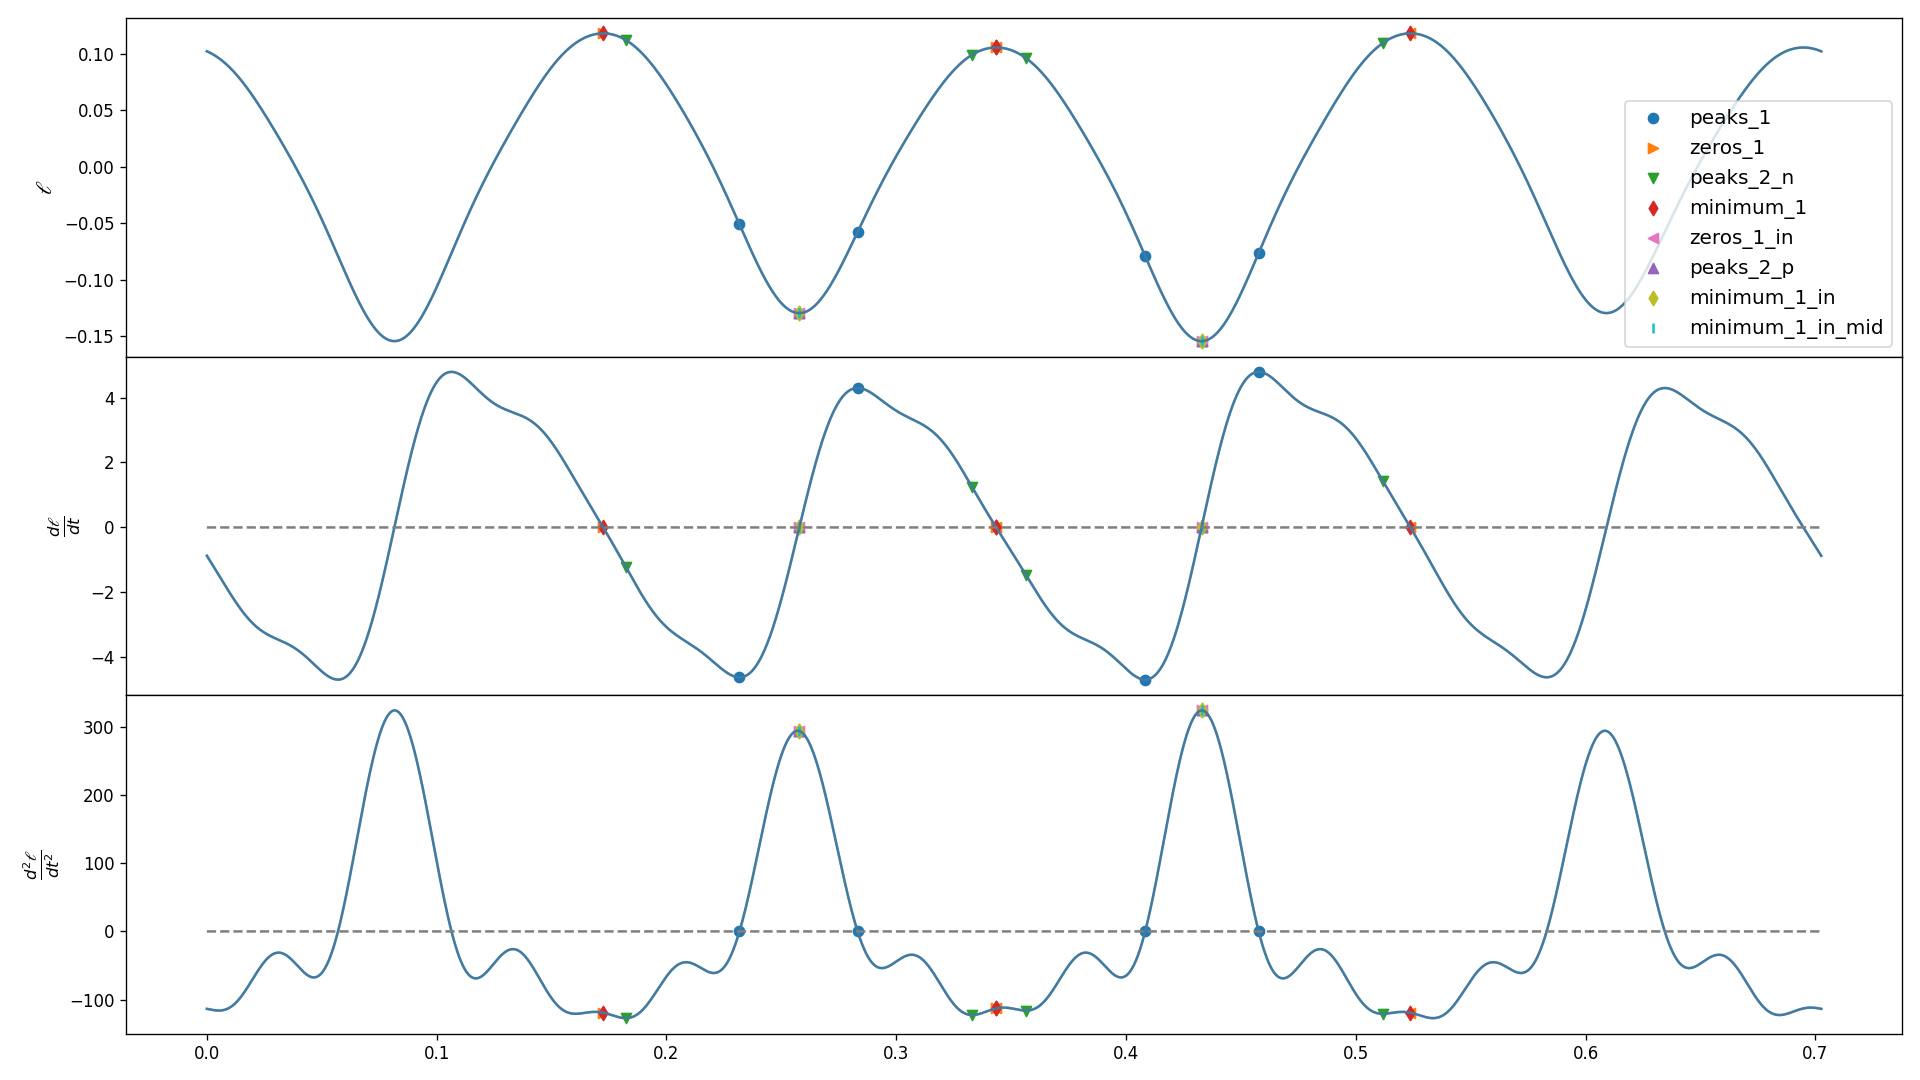 0.10
0.05
0.00
−0.05
−0.10
−0.15
ℓ
peaks_1
zeros_1
peaks_2_n
minimum_1
zeros_1_in
peaks_2_p
minimum_1_in
minimum_1_in_mid
4
2
0
−2
−4
dℓ
dt
300
200
100
0
−100
d²ℓ
dt²
0.0 0.1 0.2 0.3 0.4 0.5 0.6 0.7